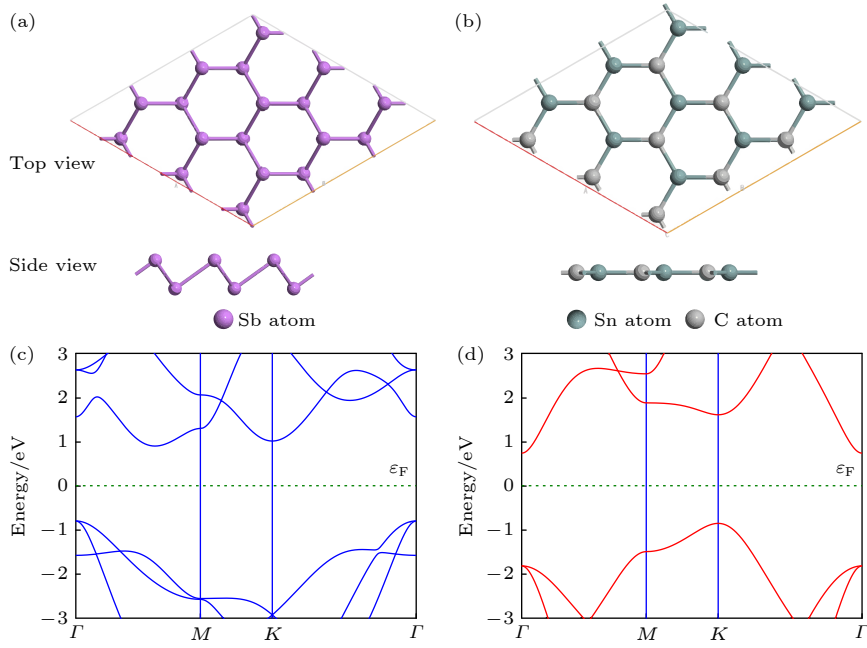 (a)
(b)
Top view
Side view
Sb atom
Sn atom
C atom
(c)
(d)
3
2
1
0
−1
−2
−3
Energy/eV
εF
Γ
M
K
Γ
3
2
1
0
−1
−2
−3
Energy/eV
εF
Γ
M
K
Γ